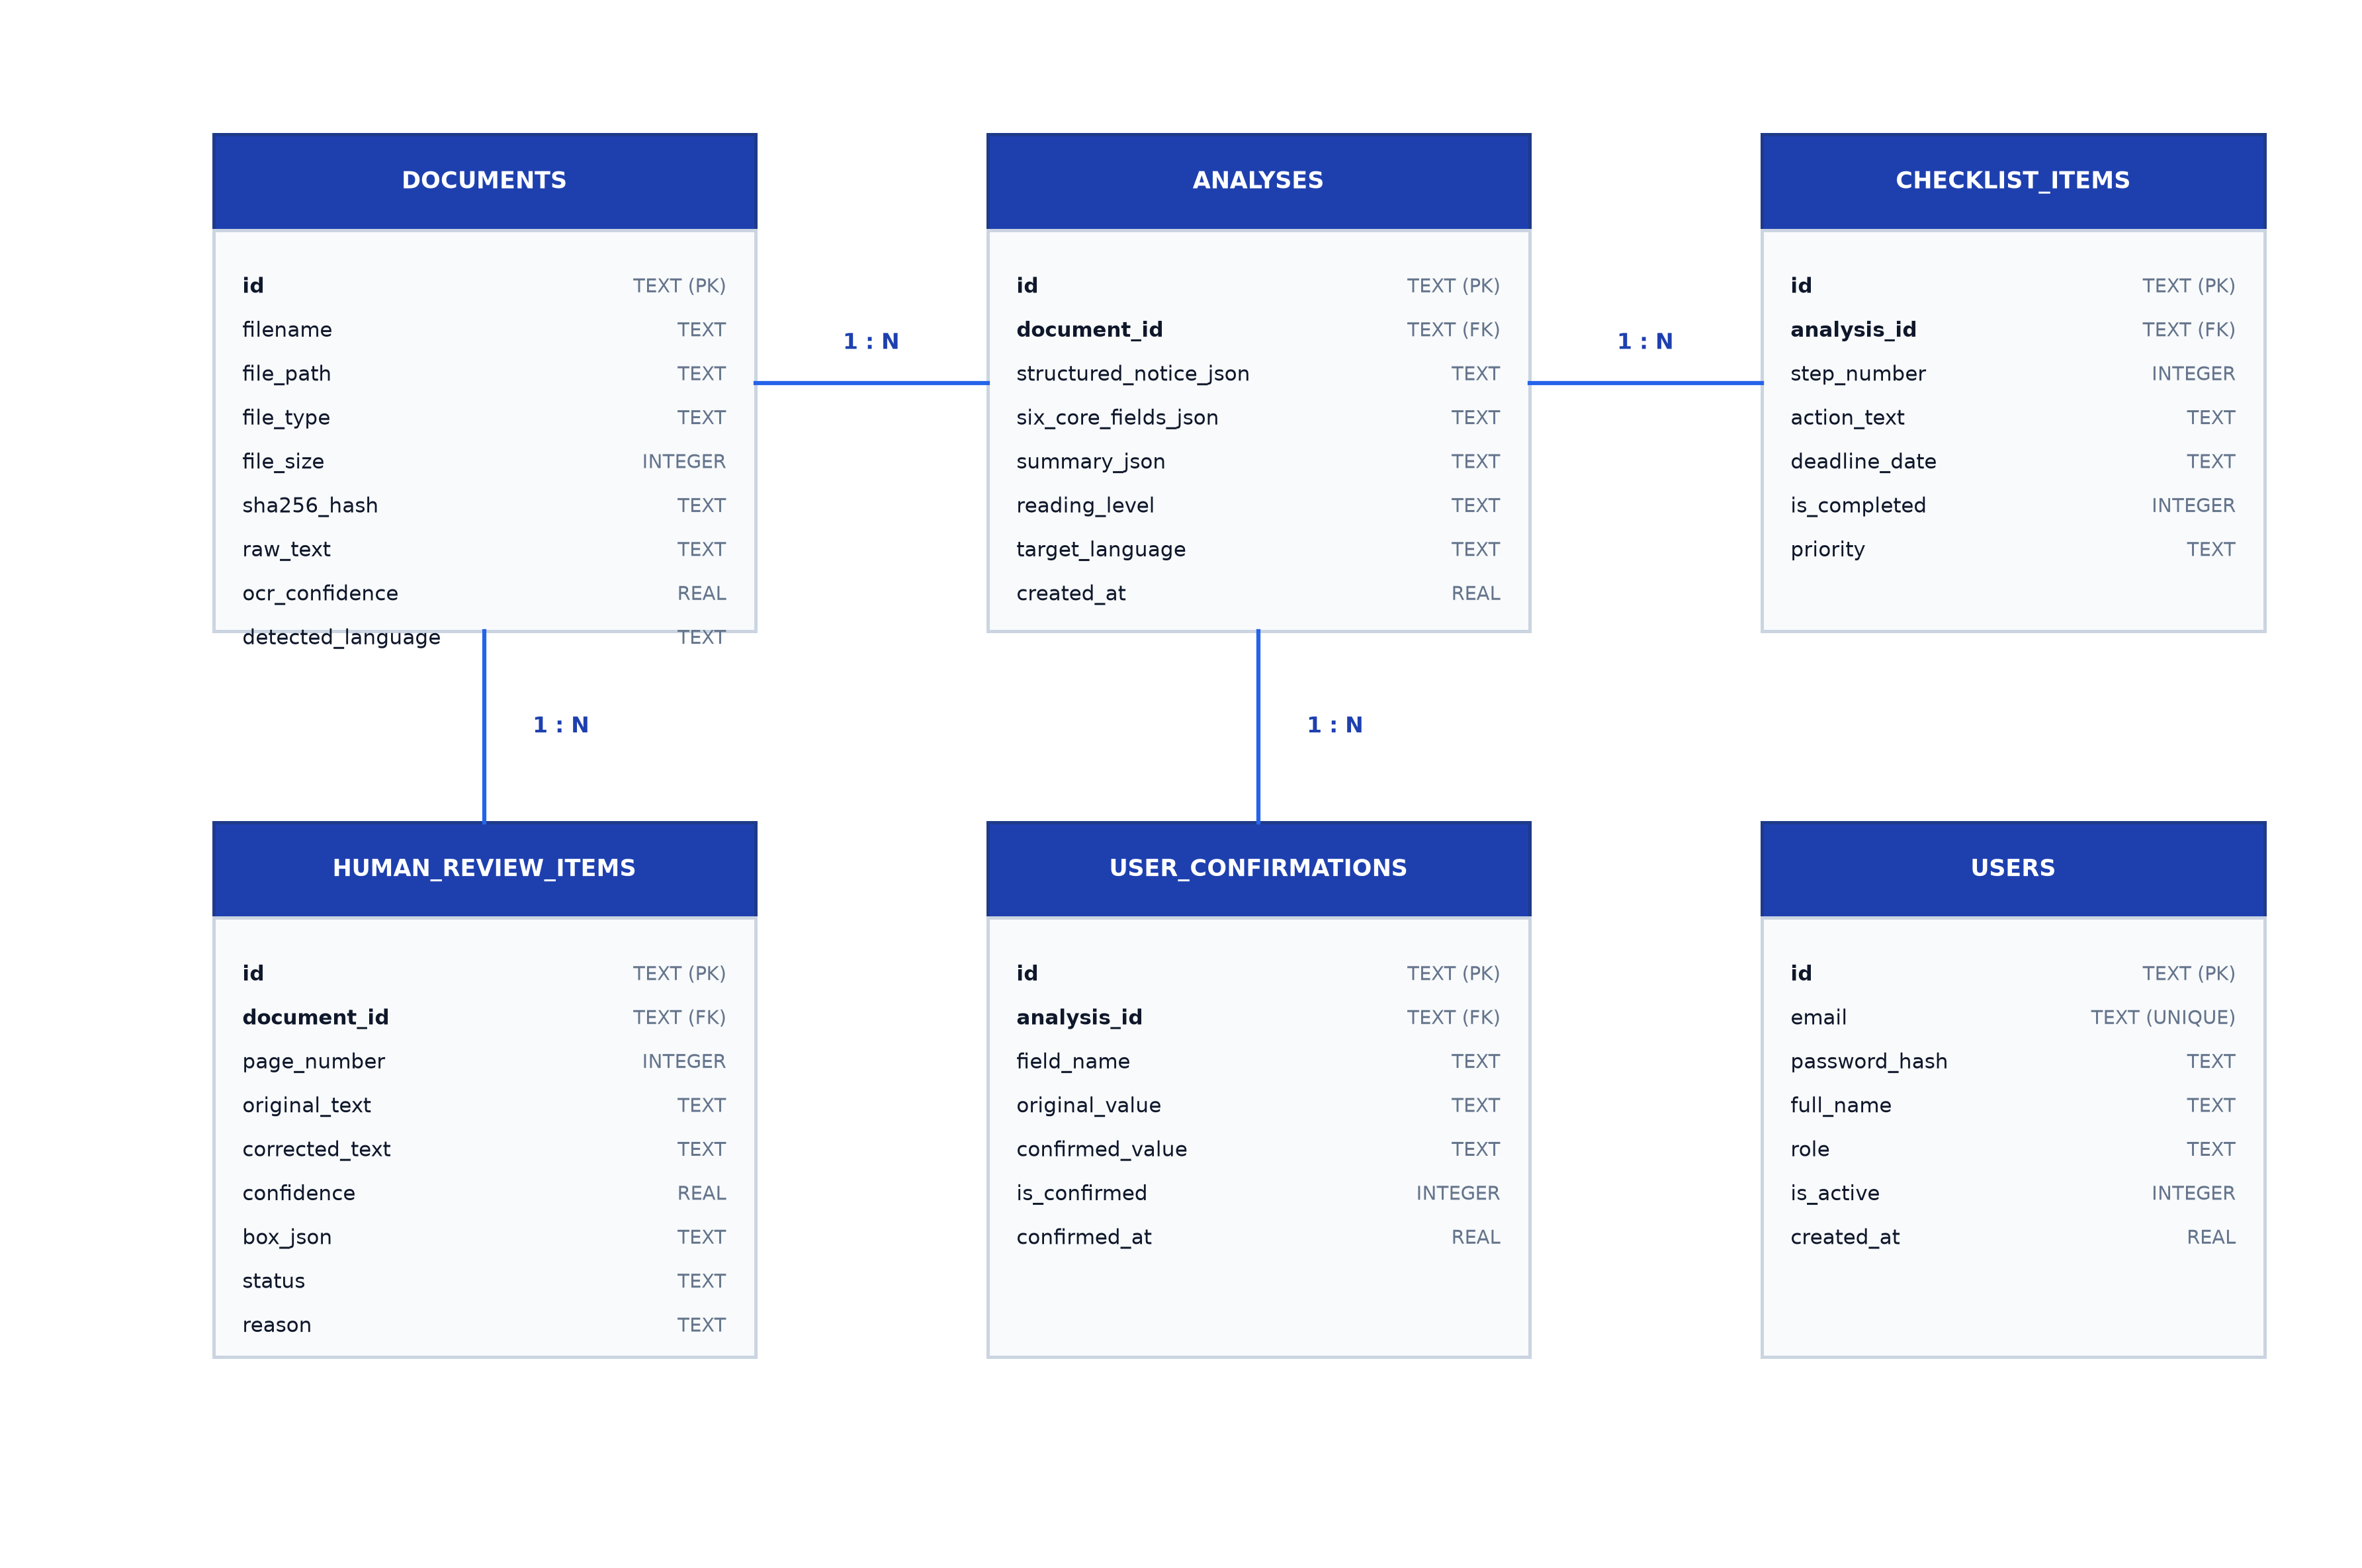 DOCUMENTS
id TEXT (PK)
filename TEXT
file_path TEXT
file_type TEXT
file_size INTEGER
sha256_hash TEXT
raw_text TEXT
ocr_confidence REAL
detected_language TEXT
1 : N
ANALYSES
id TEXT (PK)
document_id TEXT (FK)
structured_notice_json TEXT
six_core_fields_json TEXT
summary_json TEXT
reading_level TEXT
target_language TEXT
created_at REAL
1 : N
CHECKLIST_ITEMS
id TEXT (PK)
analysis_id TEXT (FK)
step_number INTEGER
action_text TEXT
deadline_date TEXT
is_completed INTEGER
priority TEXT
1 : N
1 : N
HUMAN_REVIEW_ITEMS
id TEXT (PK)
document_id TEXT (FK)
page_number INTEGER
original_text TEXT
corrected_text TEXT
confidence REAL
box_json TEXT
status TEXT
reason TEXT
USER_CONFIRMATIONS
id TEXT (PK)
analysis_id TEXT (FK)
field_name TEXT
original_value TEXT
confirmed_value TEXT
is_confirmed INTEGER
confirmed_at REAL
USERS
id TEXT (PK)
email TEXT (UNIQUE)
password_hash TEXT
full_name TEXT
role TEXT
is_active INTEGER
created_at REAL